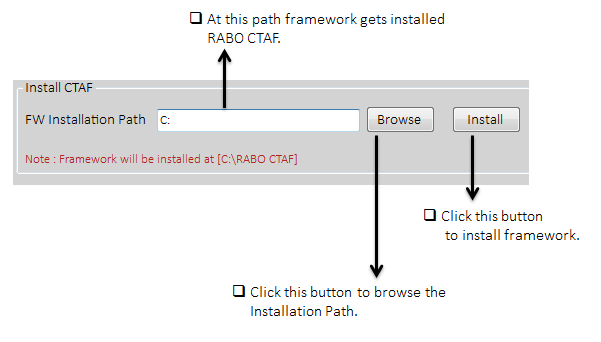 ❑ At this path framework gets installed
RABO CTAF.
Install CTAF
FW Installation Path C: Browse Install
Note : Framework will be installed at [C:\RABO CTAF]
❑ Click this button
to install framework.
❑ Click this button to browse the
Installation Path.